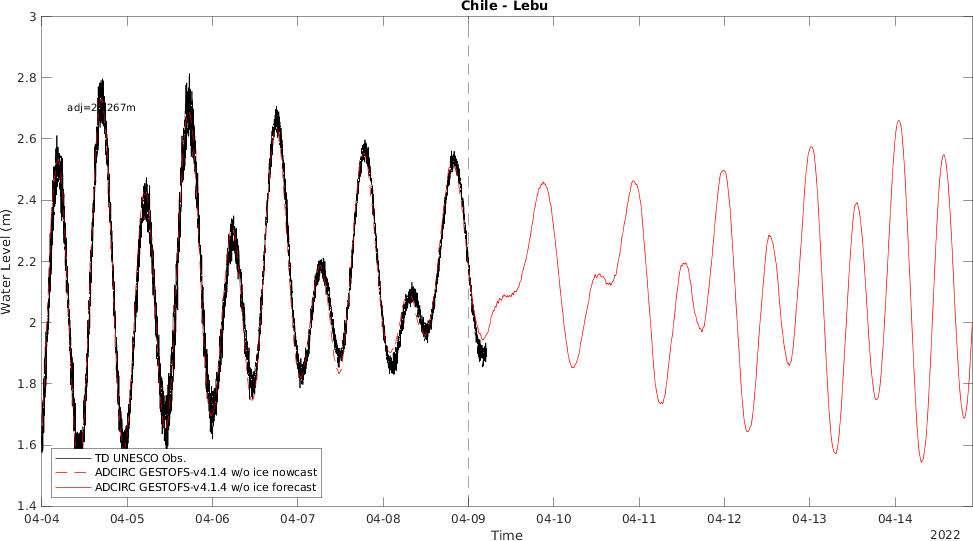 Chile - Lebu
3
2.8
2.6
2.4
2.2
2
1.8
1.6
1.4
Water Level (m)
TD UNESCO Obs.
ADCIRC GESTOFS-v4.1.4 w/o ice nowcast
ADCIRC GESTOFS-v4.1.4 w/o ice forecast
04-04 04-05 04-06 04-07 04-08 04-09 04-10 04-11 04-12 04-13 04-14
Time
2022